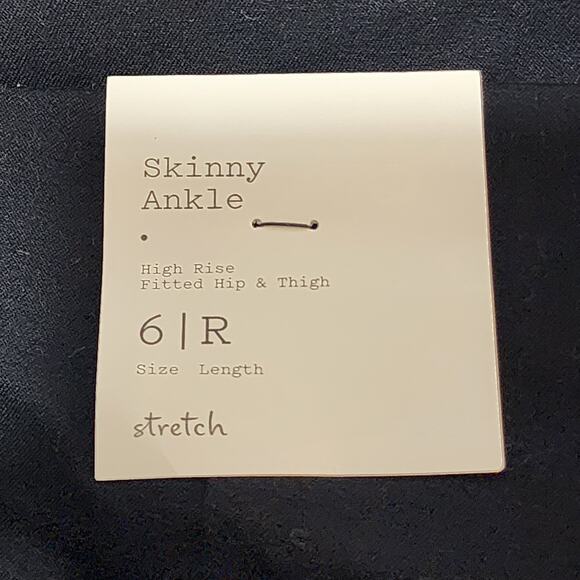 Skinny
Ankle
•
High Rise
Fitted Hip & Thigh
6|R
Size Length
stretch